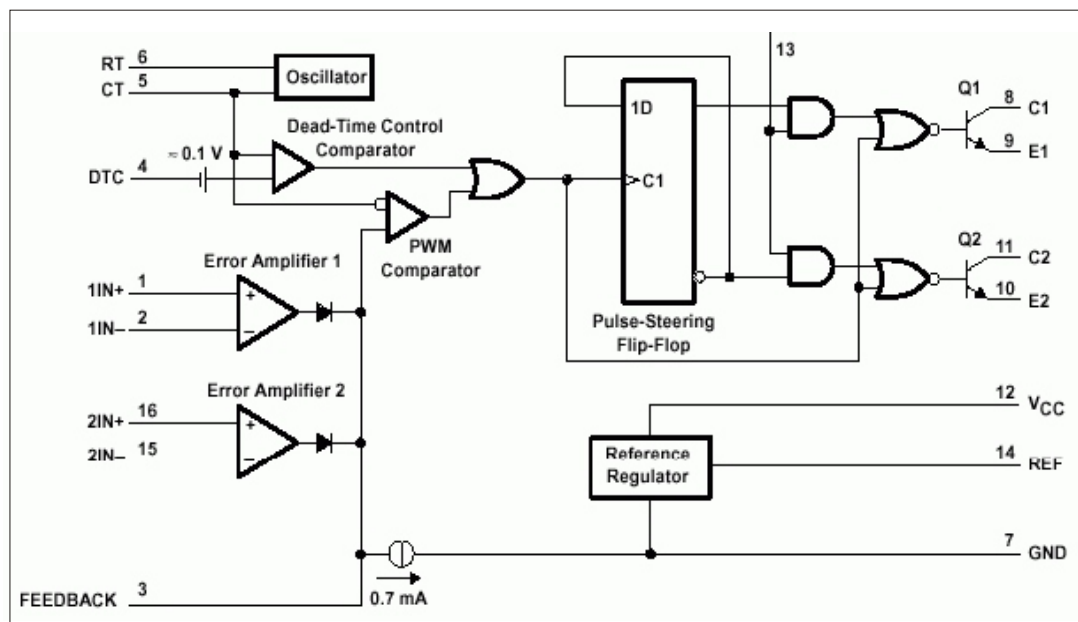 RT 6
CT 5
Oscillator
13
Q1
8 C1
9 E1
1D
Dead-Time Control
Comparator
≈ 0.1 V
DTC 4
C1
PWM
Comparator
Q2
11 C2
10 E2
Error Amplifier 1
1IN+ 1
+
1IN– 2
–
Pulse-Steering
Flip-Flop
Error Amplifier 2
2IN+ 16
+
2IN– 15
–
12 VCC
Reference
Regulator
14 REF
7 GND
0.7 mA
FEEDBACK 3